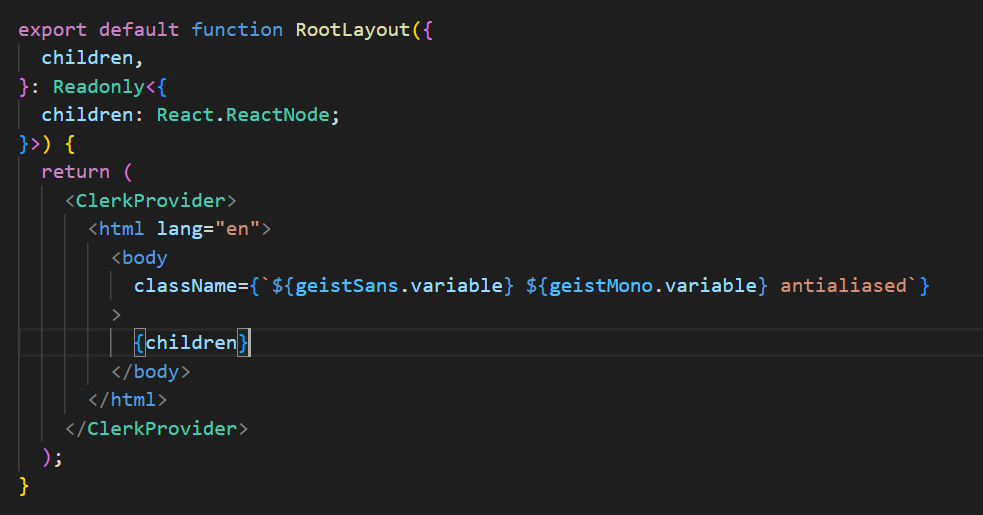 export default function RootLayout({
  children,
}: Readonly<{
  children: React.ReactNode;
}>) {
  return (
    <ClerkProvider>
      <html lang="en">
        <body
          className={`${geistSans.variable} ${geistMono.variable} antialiased`}
        >
          {children}
        </body>
      </html>
    </ClerkProvider>
  );
}